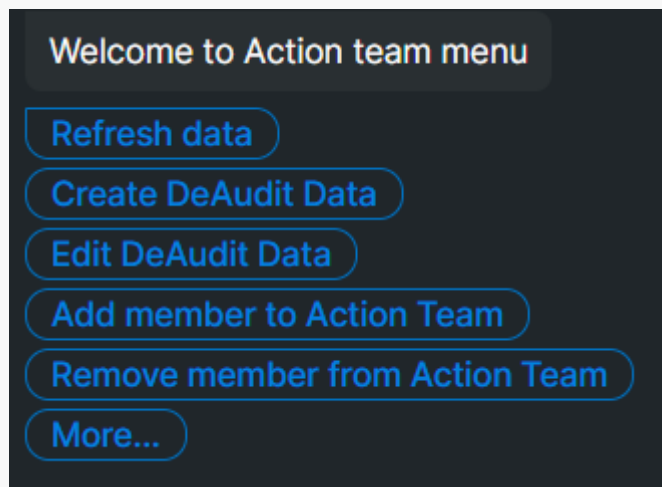 Welcome to Action team menu
Refresh data
Create DeAudit Data
Edit DeAudit Data
Add member to Action Team
Remove member from Action Team
More...